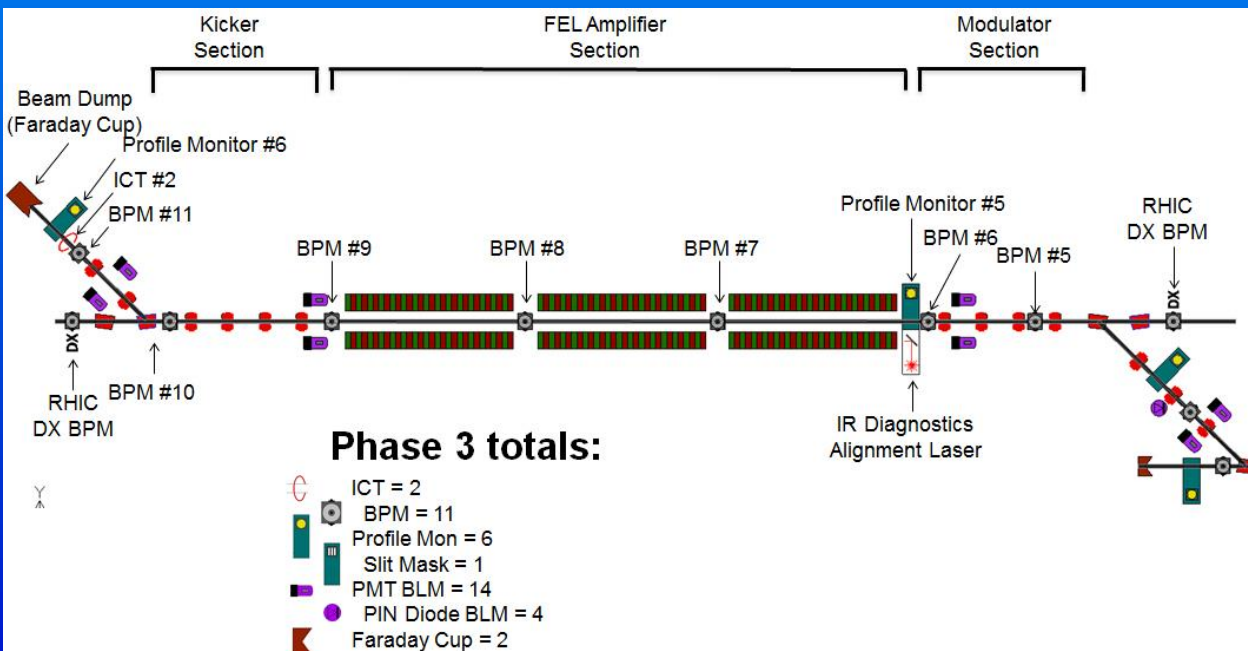 Kicker
Section
FEL Amplifier
Section
Modulator
Section
Beam Dump
(Faraday Cup)
Profile Monitor #6
ICT #2
BPM #11
BPM #9
BPM #8
BPM #7
Profile Monitor #5
BPM #6
BPM #5
RHIC
DX BPM
DX
DX
BPM #10
RHIC
DX BPM
IR Diagnostics
Alignment Laser
Phase 3 totals:
ICT = 2
BPM = 11
Profile Mon = 6
Slit Mask = 1
PMT BLM = 14
PIN Diode BLM = 4
Faraday Cup = 2